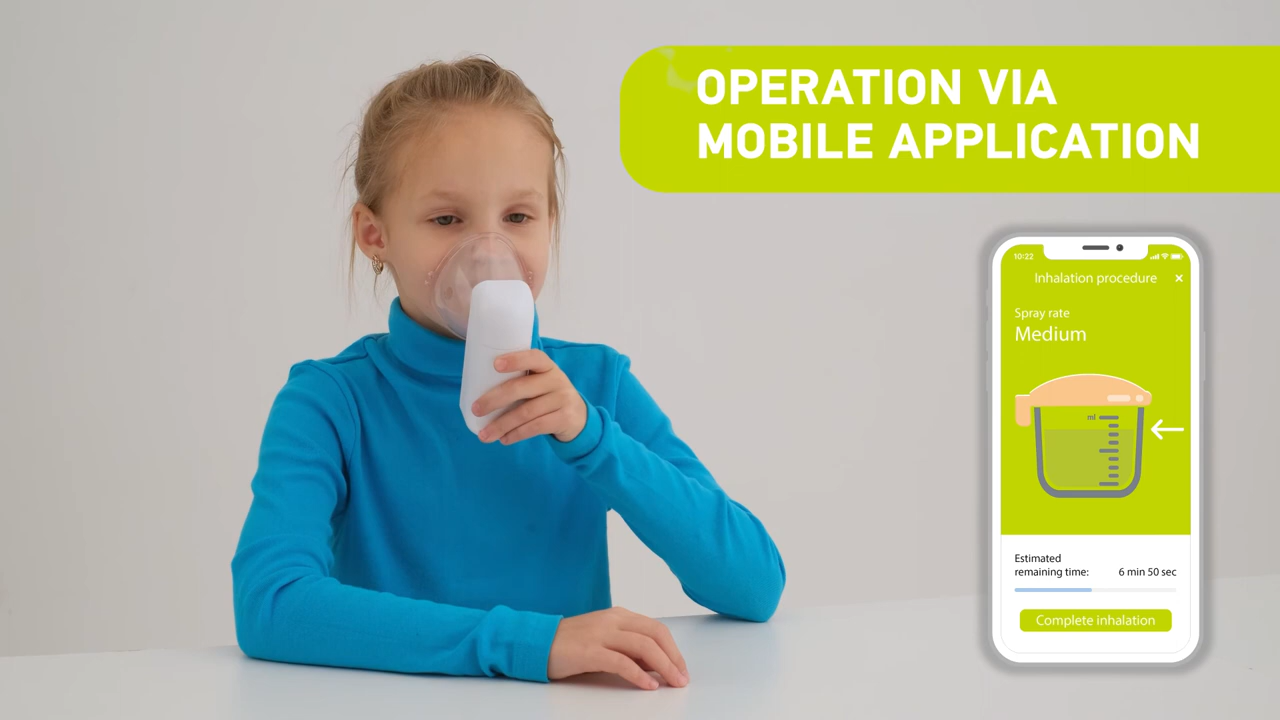 OPERATION VIA
MOBILE APPLICATION
10:22
Inhalation procedure
Spray rate
Medium
ml
Estimated
remaining time: 6 min 50 sec
Complete inhalation